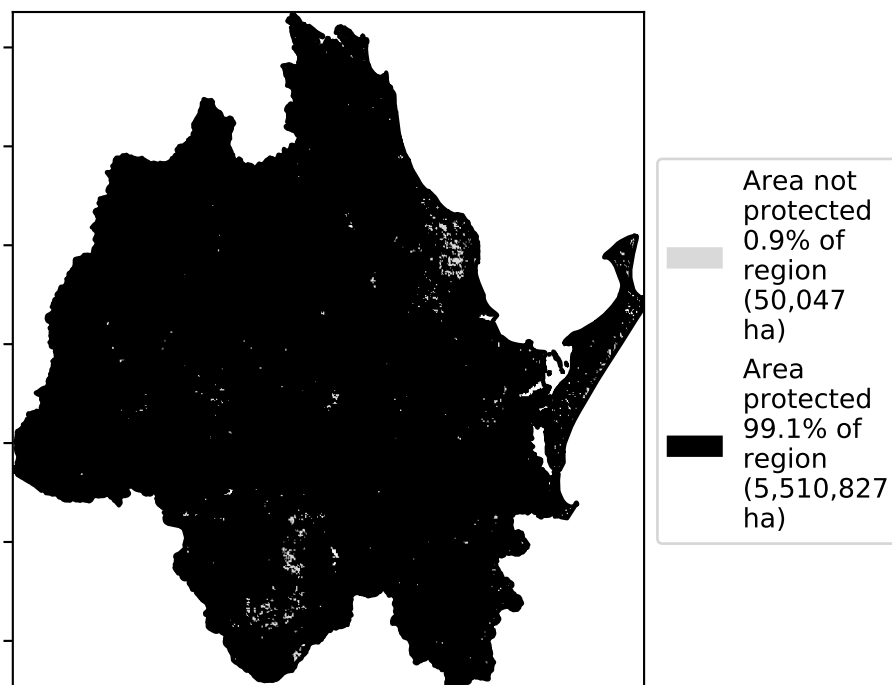 Area not
protected
0.9% of
region
(50,047
ha)
Area
protected
99.1% of
region
(5,510,827
ha)